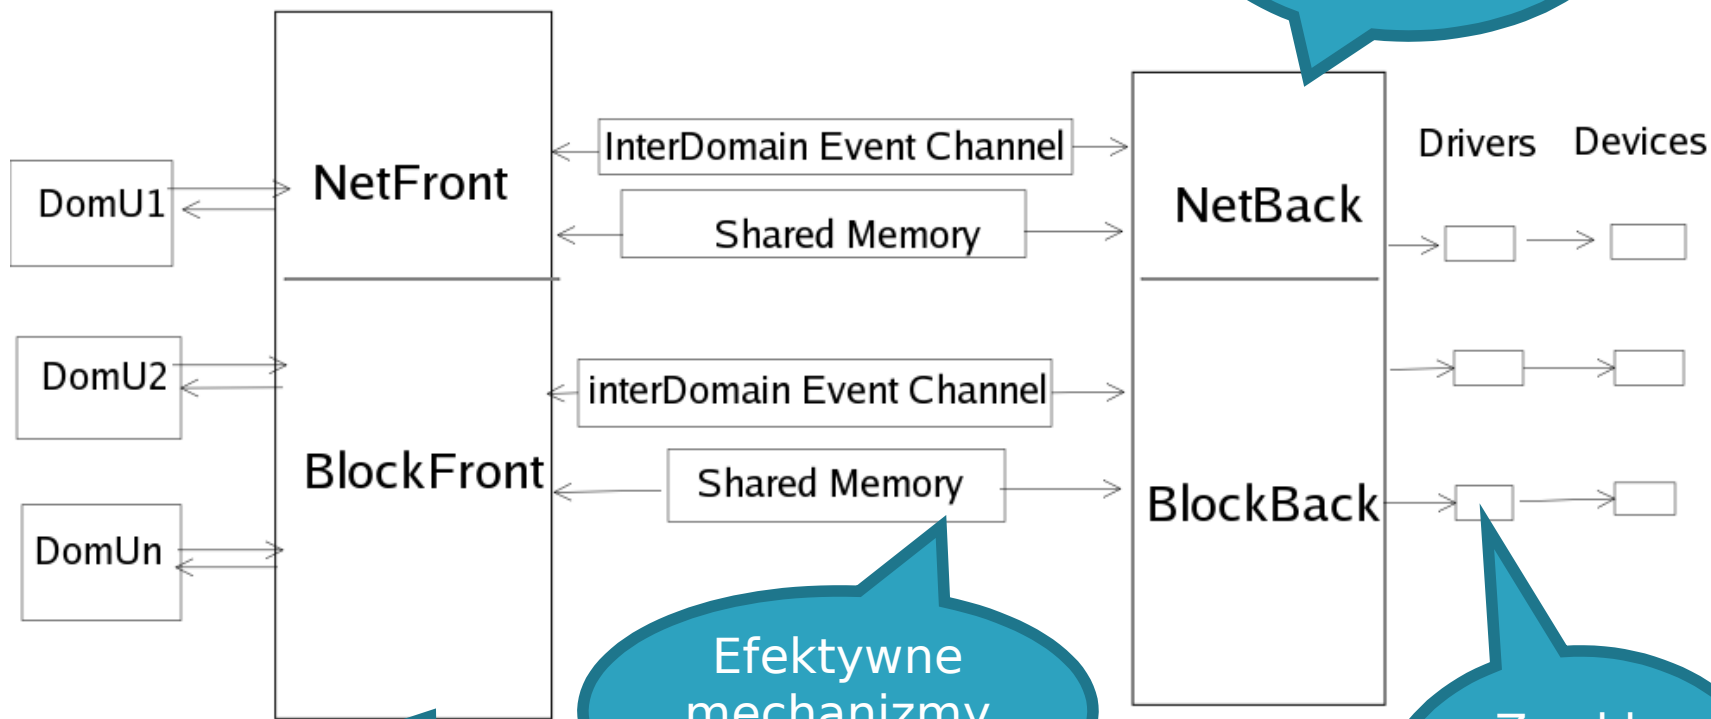 InterDomain Event Channel
Drivers Devices
NetFront
DomU1
NetBack
Shared Memory
DomU2
interDomain Event Channel
BlockFront
Shared Memory
BlockBack
DomUn
Efektywne
mechanizmy